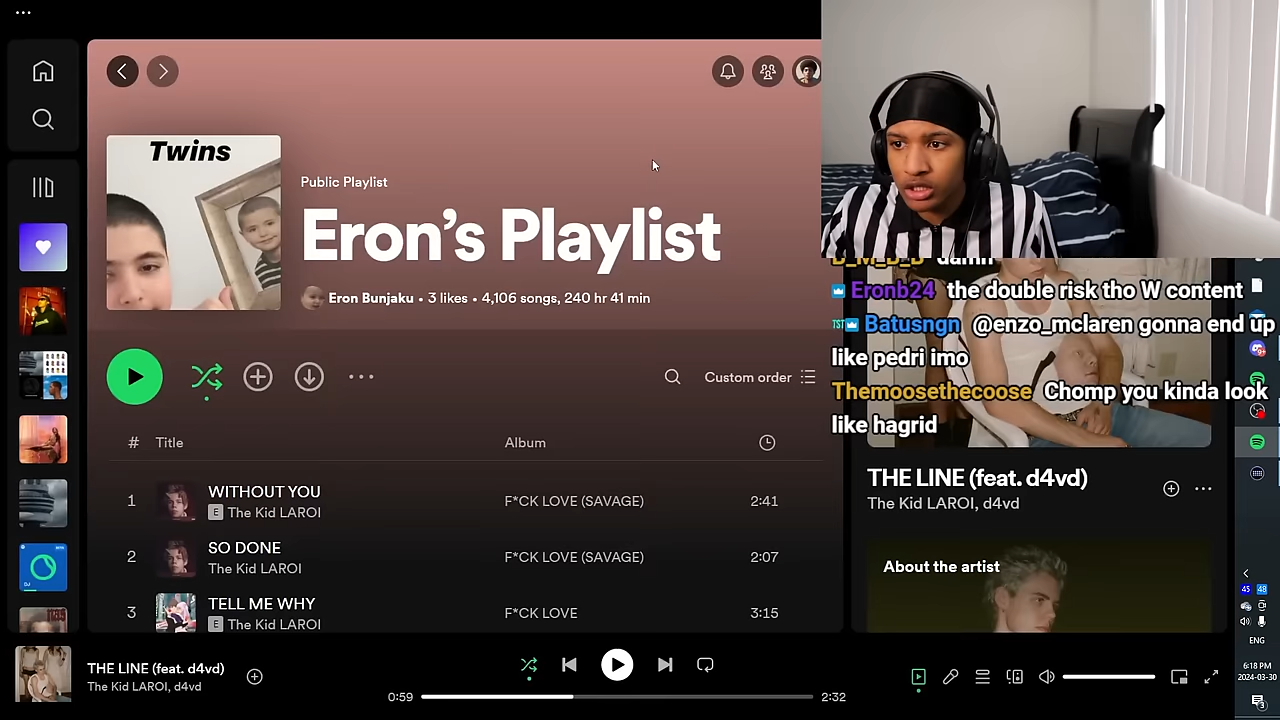 Twins
Public Playlist
Eron's Playlist
Eron Bunjaku • 3 likes • 4,106 songs, 240 hr 41 min
Custom order
# Title Album
1 WITHOUT YOU F*CK LOVE (SAVAGE) 2:41
E The Kid LAROI
2 SO DONE F*CK LOVE (SAVAGE) 2:07
The Kid LAROI
3 TELL ME WHY F*CK LOVE 3:15
E The Kid LAROI
D_M_B_B damn
Eronb24 the double risk tho W content
TST Batusngn @enzo_mclaren gonna end up
like pedri imo
Themoosethecoose Chomp you kinda look
like hagrid
THE LINE (feat. d4vd)
The Kid LAROI, d4vd
About the artist
THE LINE (feat. d4vd)
The Kid LAROI, d4vd
0:59
2:32
45 48
ENG
6:18 PM
2024-03-30